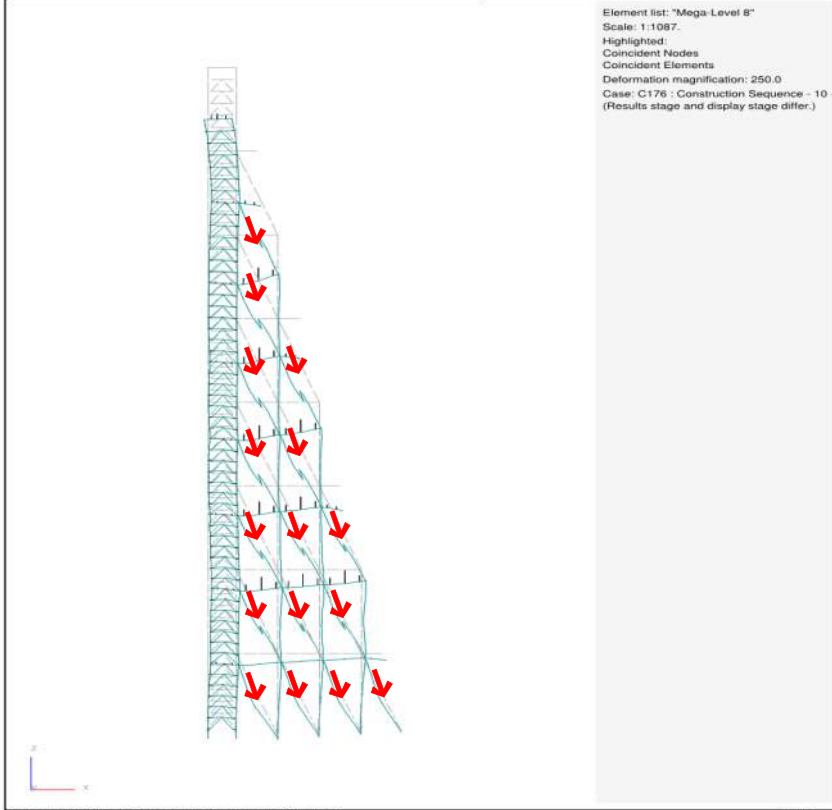 Element list: "Mega-Level 8"
Scale: 1:1087.
Highlighted:
Coincident Nodes
Coincident Elements
Deformation magnification: 250.0
Case: C176 : Construction Sequence - 10 -
(Results stage and display stage differ.)
z
x